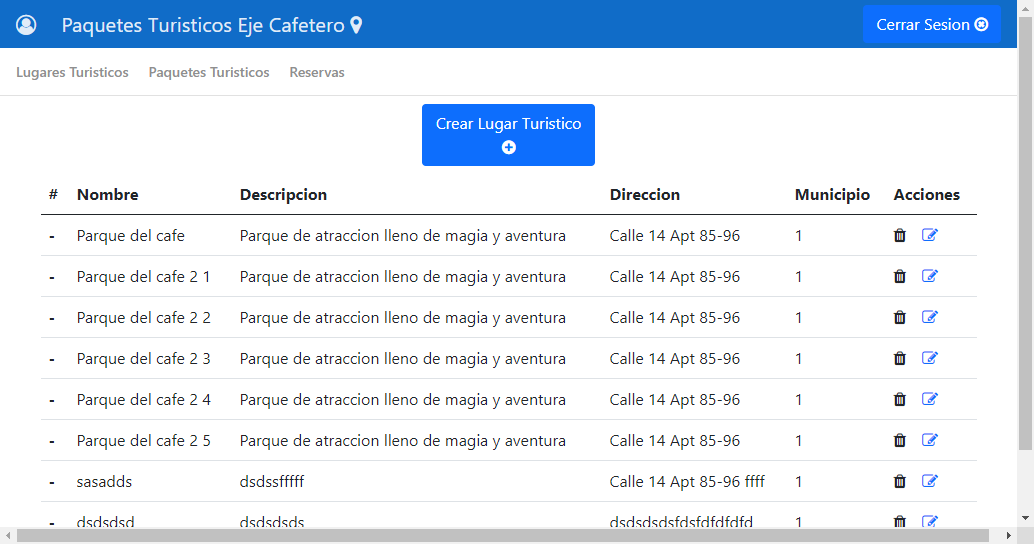 Paquetes Turisticos Eje Cafetero
Cerrar Sesion
Lugares Turisticos Paquetes Turisticos Reservas
Crear Lugar Turistico
# Nombre Descripcion Direccion Municipio Acciones
- Parque del cafe Parque de atraccion lleno de magia y aventura Calle 14 Apt 85-96 1
- Parque del cafe 2 1 Parque de atraccion lleno de magia y aventura Calle 14 Apt 85-96 1
- Parque del cafe 2 2 Parque de atraccion lleno de magia y aventura Calle 14 Apt 85-96 1
- Parque del cafe 2 3 Parque de atraccion lleno de magia y aventura Calle 14 Apt 85-96 1
- Parque del cafe 2 4 Parque de atraccion lleno de magia y aventura Calle 14 Apt 85-96 1
- Parque del cafe 2 5 Parque de atraccion lleno de magia y aventura Calle 14 Apt 85-96 1
- sasadds dsdssfffff Calle 14 Apt 85-96 ffff 1
- dsdsdsd dsdsdsds dsdsdsdsfdsfdfdfdfd 1